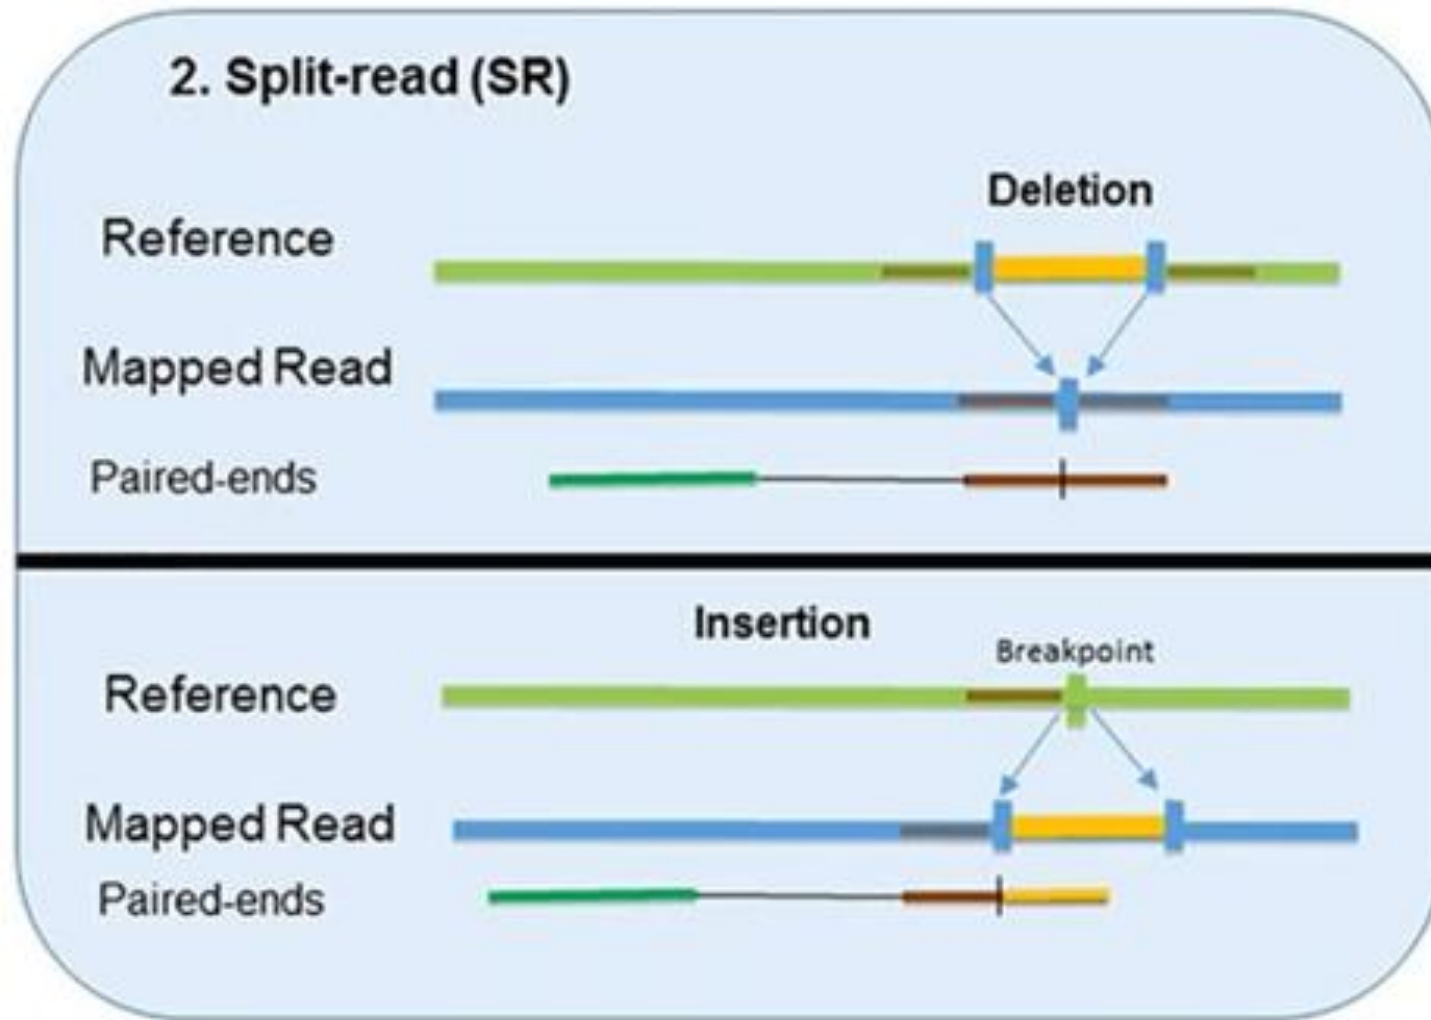 2. Split-read (SR)
Deletion
Reference
Mapped Read
Paired-ends
Insertion
Breakpoint
Reference
Mapped Read
Paired-ends